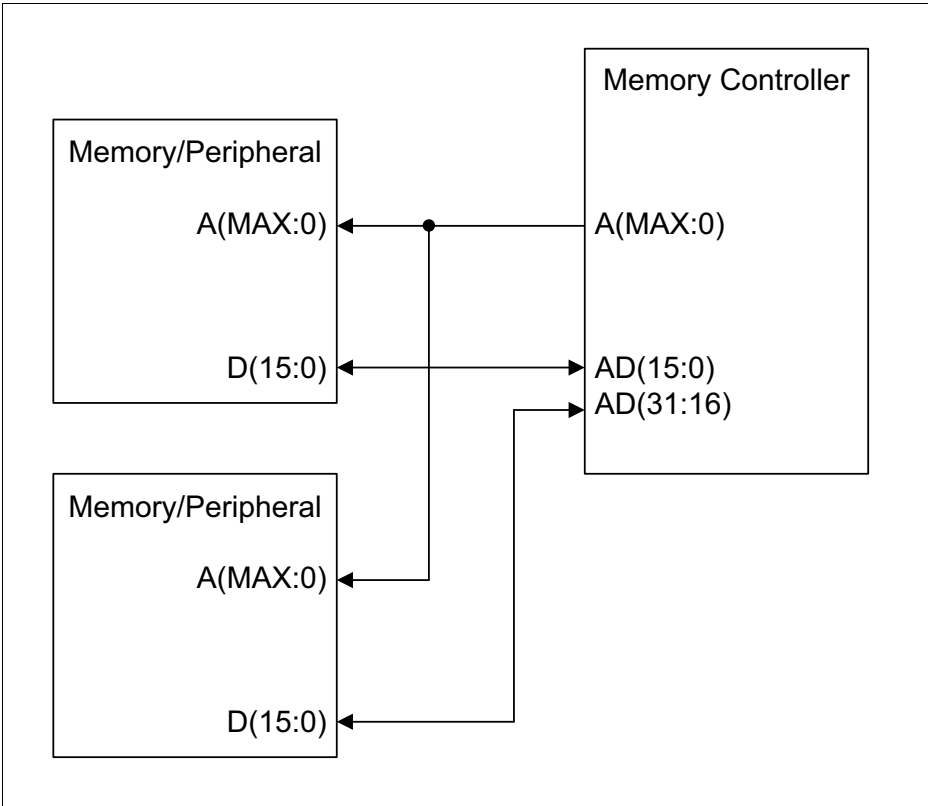 Memory Controller
Memory/Peripheral
A(MAX:0)
A(MAX:0)
D(15:0)
AD(15:0)
AD(31:16)
Memory/Peripheral
A(MAX:0)
D(15:0)